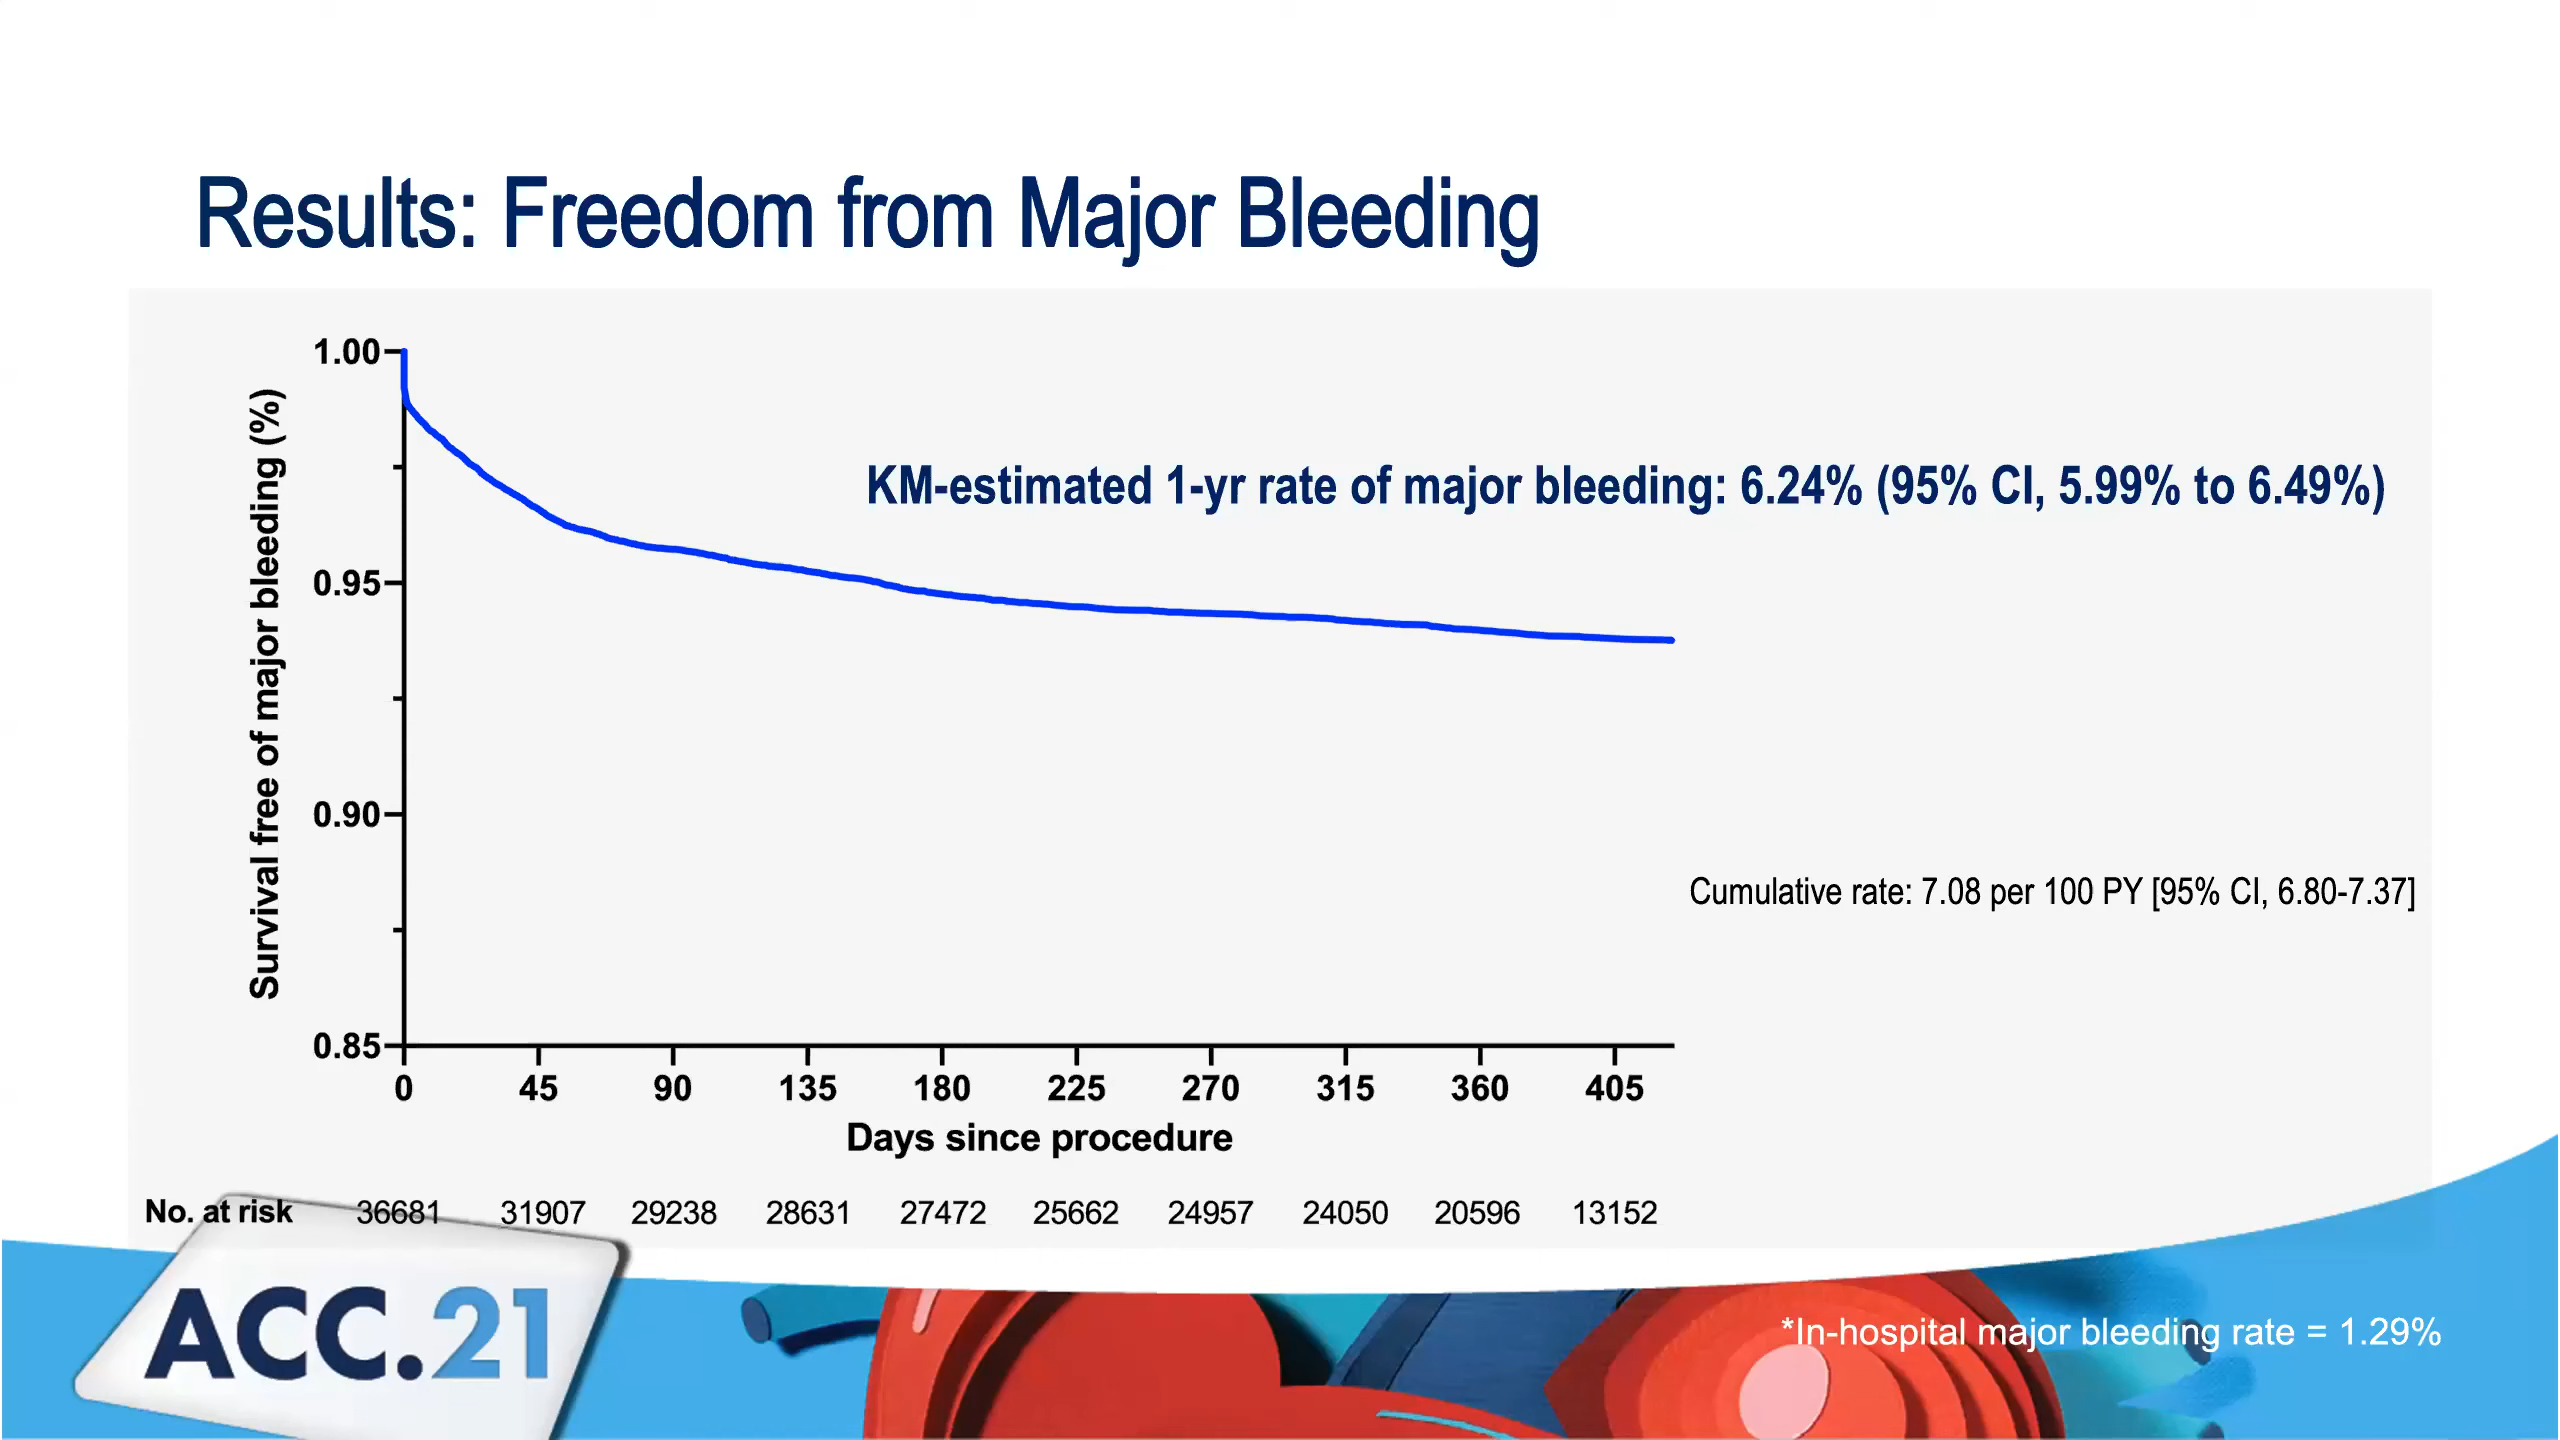 Results: Freedom from Major Bleeding
1.00
0.95
0.90
0.85
Survival free of major bleeding (%)
KM-estimated 1-yr rate of major bleeding: 6.24% (95% CI, 5.99% to 6.49%)
Cumulative rate: 7.08 per 100 PY [95% CI, 6.80-7.37]
0 45 90 135 180 225 270 315 360 405
Days since procedure
No. at risk 36681 31907 29238 28631 27472 25662 24957 24050 20596 13152
ACC.21
*In-hospital major bleeding rate = 1.29%